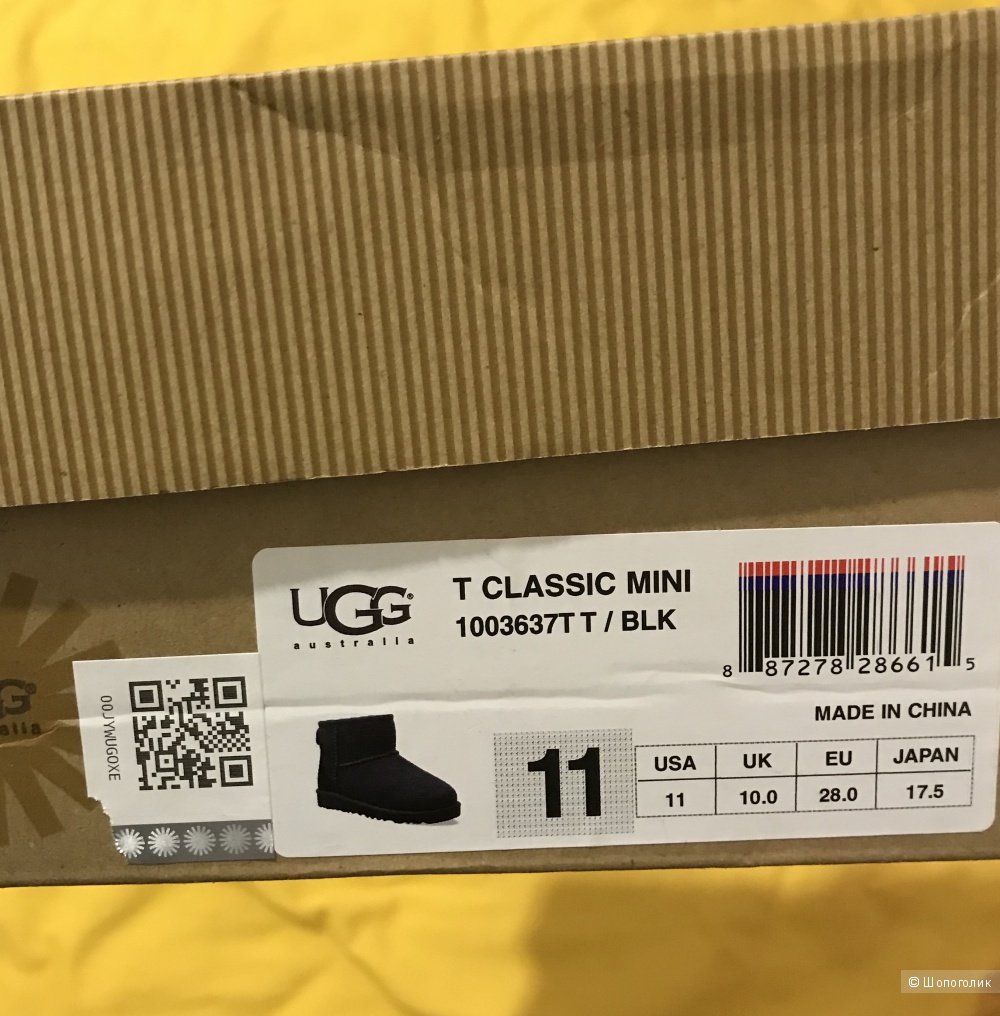 UGG®
australia
T CLASSIC MINI
1003637T T / BLK
8 87278 28661 5
MADE IN CHINA
G®
alia
00JYWUGOXE
11
USA UK EU JAPAN
11 10.0 28.0 17.5
© Шопоголик